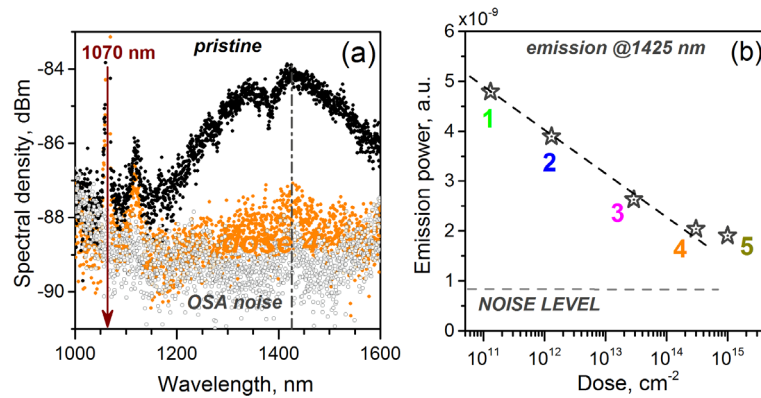 1070 nm
pristine
(a)
-84
-86
-88
-90
Spectral density, dBm
OSA noise
1000
1200
1400
1600
Wavelength, nm
6 x10⁻⁹
emission @1425 nm
(b)
5
4
3
2
1
0
Emission power, a.u.
1
2
3
4
5
NOISE LEVEL
10¹¹
10¹²
10¹³
10¹⁴
10¹⁵
Dose, cm⁻²